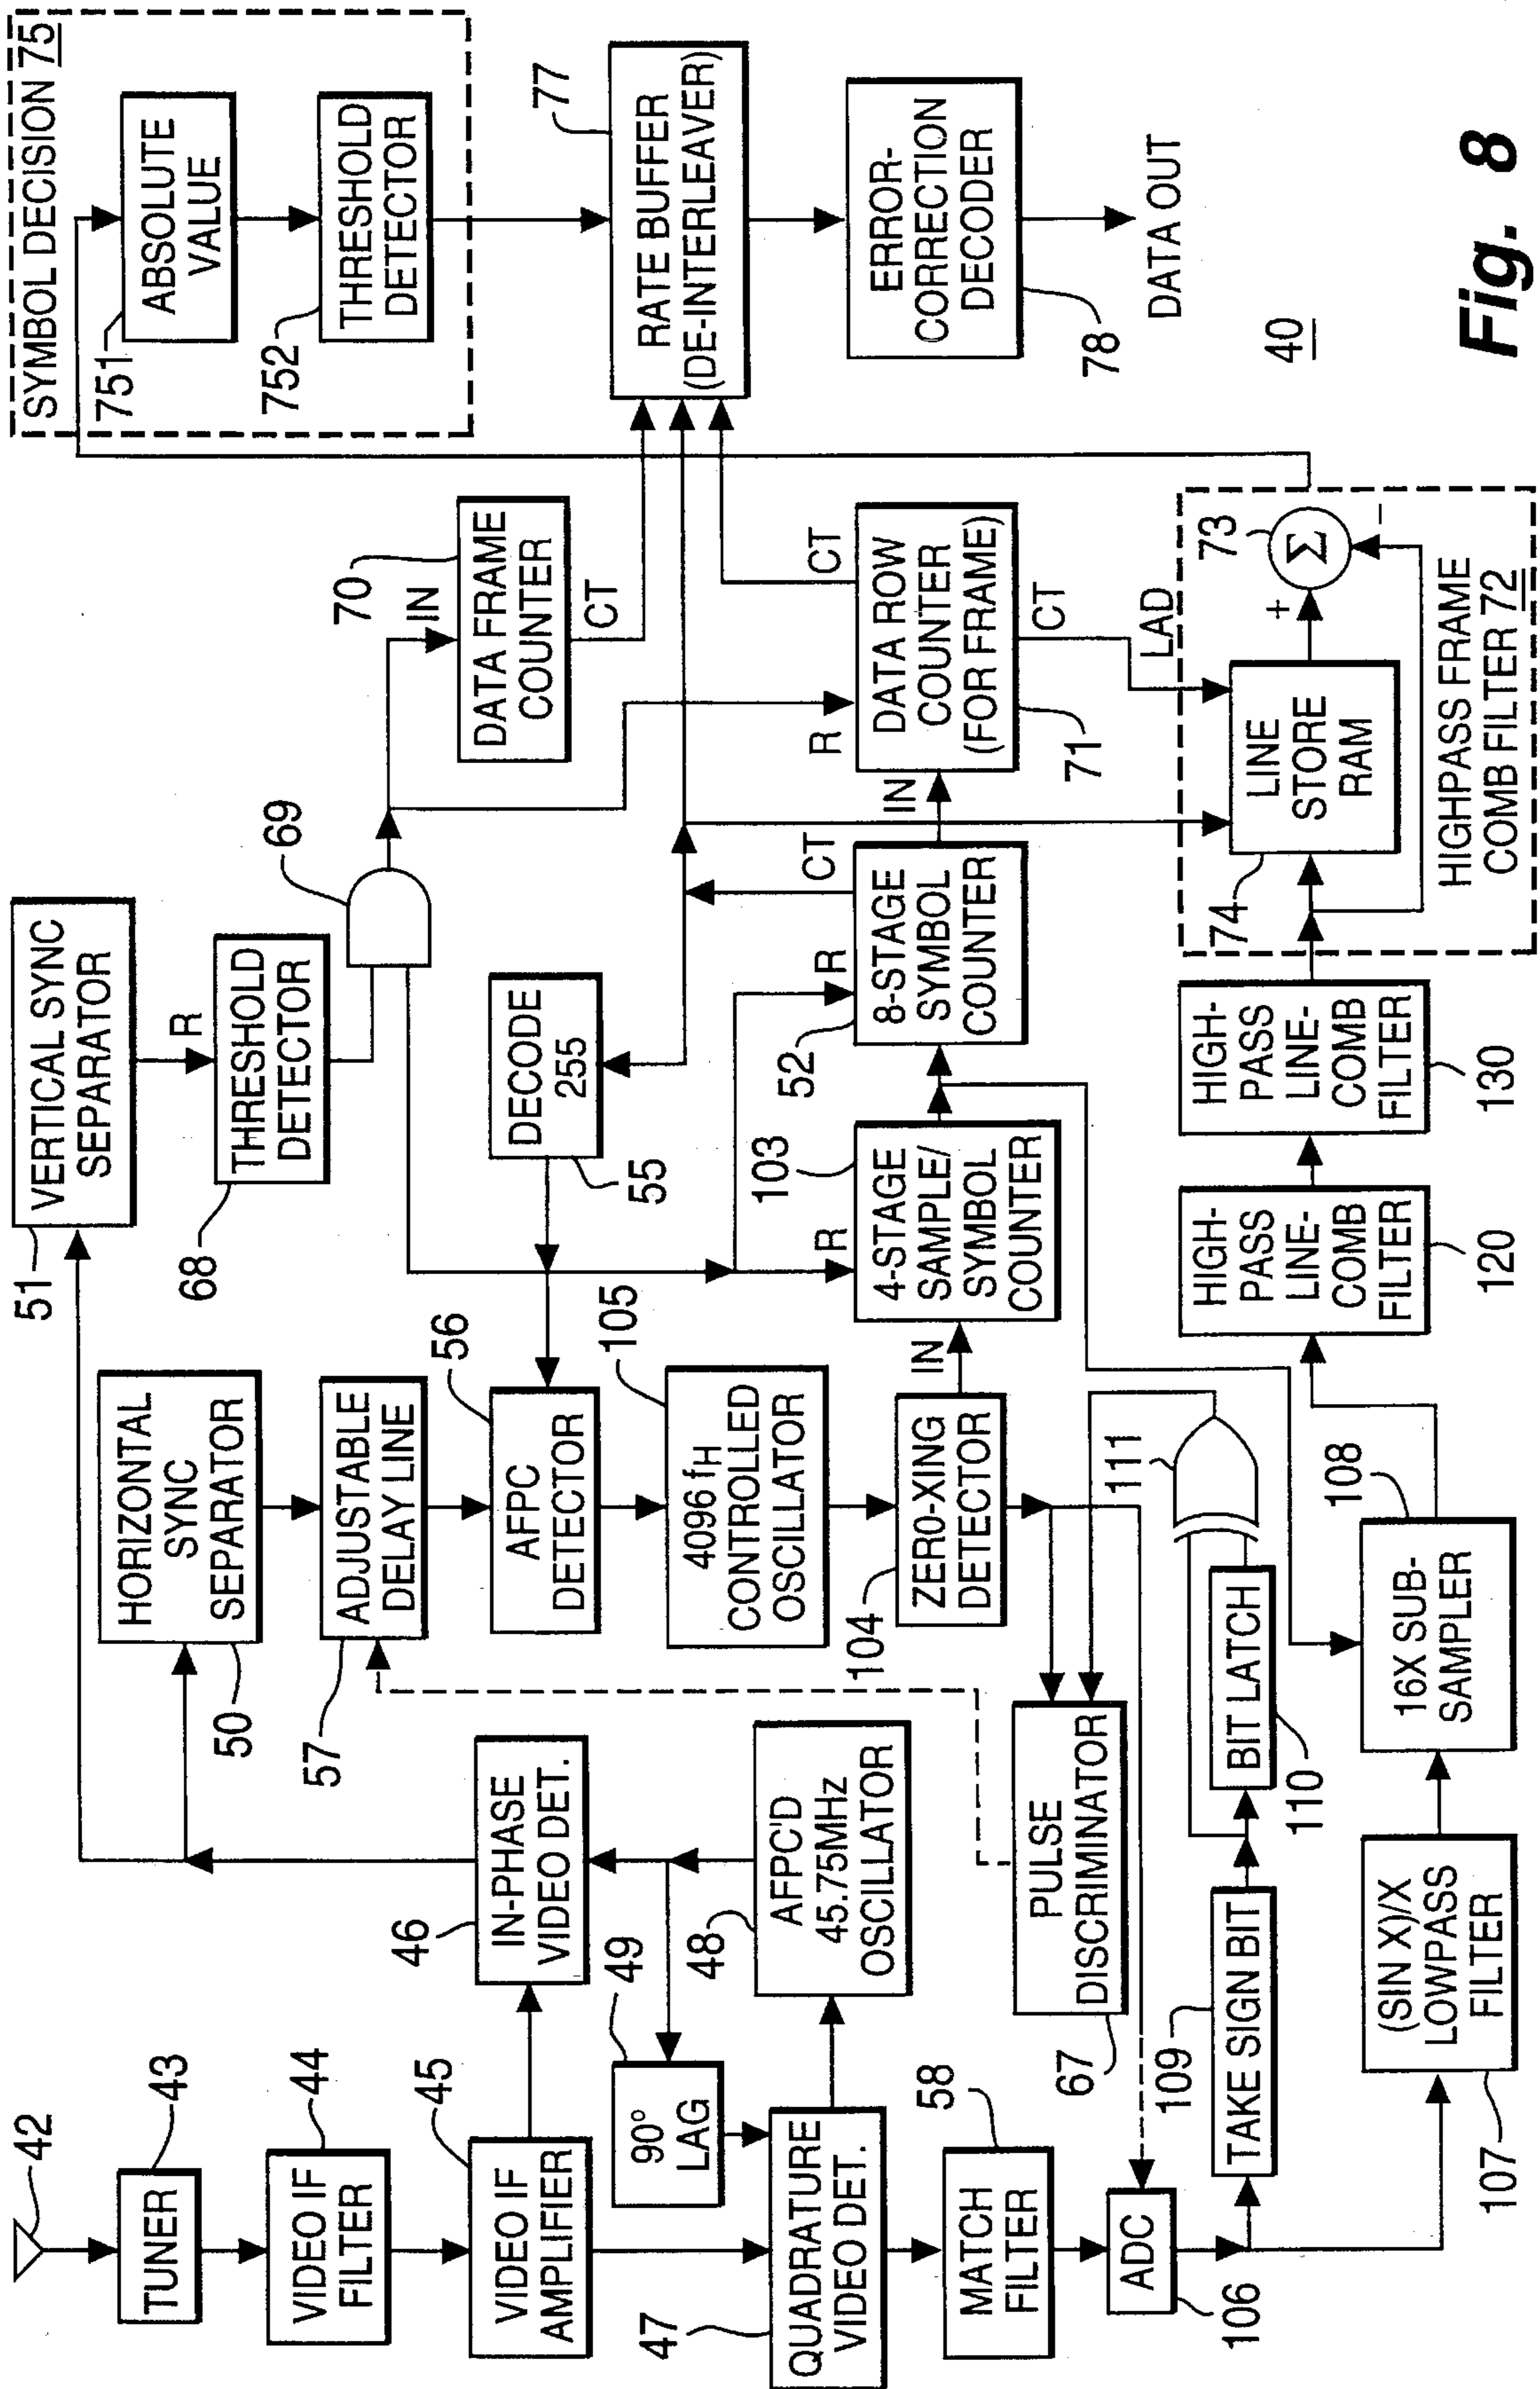 42
TUNER
43
VIDEO IF
FILTER
44
VIDEO IF
AMPLIFIER
45
IN-PHASE
VIDEO DET.
46
90°
LAG
49
AFPC'D
45.75MHz
OSCILLATOR
48
QUADRATURE
VIDEO DET.
47
MATCH
FILTER
58
ADC
106
PULSE
DISCRIMINATOR
67
TAKE SIGN BIT
109
BIT LATCH
110
111
(SIN X)/X
LOWPASS
FILTER
107
16X SUB-
SAMPLER
108
HORIZONTAL
SYNC
SEPARATOR
50
ADJUSTABLE
DELAY LINE
57
AFPC
DETECTOR
56
4096 fH
CONTROLLED
OSCILLATOR
105
ZERO-XING
DETECTOR
104
IN
4-STAGE
SAMPLE/
SYMBOL
COUNTER
103
R
8-STAGE
SYMBOL
COUNTER
52
R
CT
DECODE
255
55
VERTICAL SYNC
SEPARATOR
51
R
THRESHOLD
DETECTOR
68
69
IN
DATA FRAME
COUNTER
70
CT
IN
R
DATA ROW
COUNTER
(FOR FRAME)
71
CT
CT
LAD
HIGH-
PASS
LINE-
COMB
FILTER
120
HIGH-
PASS
LINE-
COMB
FILTER
130
LINE
STORE
RAM
74
+
Σ
73
−
HIGHPASS FRAME
COMB FILTER 72
SYMBOL DECISION 75
ABSOLUTE
VALUE
751
THRESHOLD
DETECTOR
752
RATE BUFFER
(DE-INTERLEAVER)
77
ERROR-
CORRECTION
DECODER
78
DATA OUT
40
Fig. 8